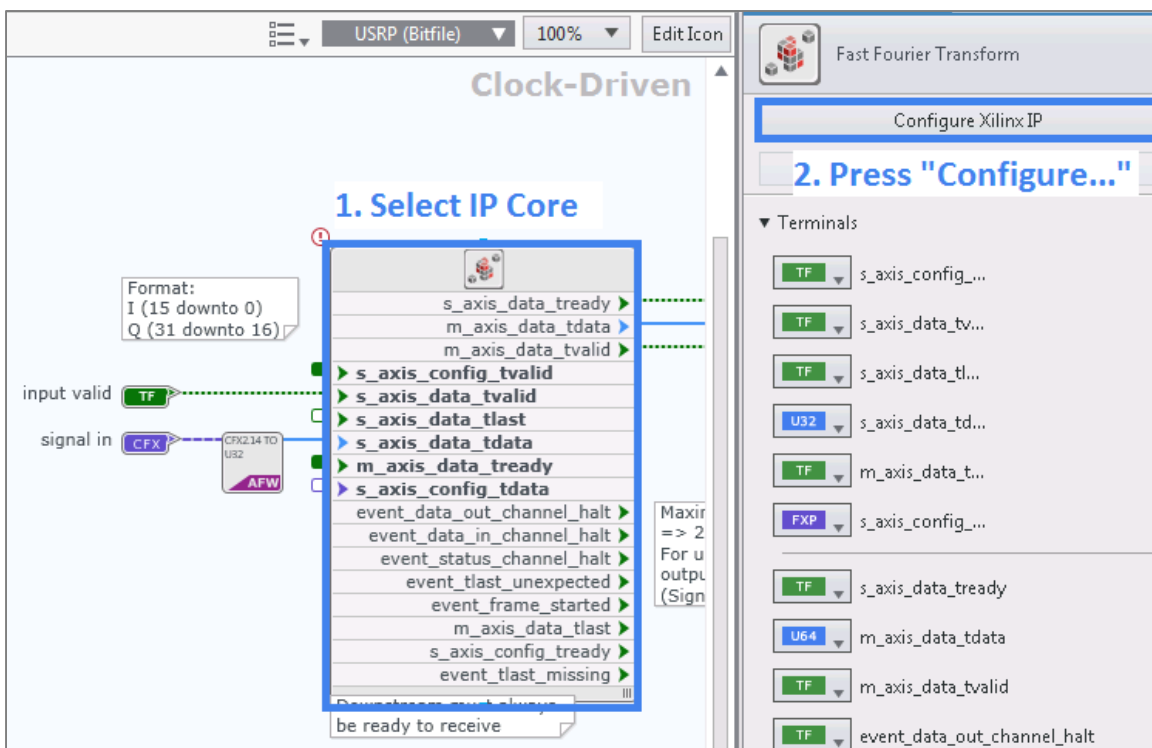 USRP (Bitfile)
100%
Edit Icon
Clock-Driven
1. Select IP Core
Format:
I (15 downto 0)
Q (31 downto 16)
input valid
TF
signal in
CFX
CFX2.14 TO
U32
AFW
s_axis_data_tready
m_axis_data_tdata
m_axis_data_tvalid
s_axis_config_tvalid
s_axis_data_tvalid
s_axis_data_tlast
s_axis_data_tdata
m_axis_data_tready
s_axis_config_tdata
event_data_out_channel_halt
event_data_in_channel_halt
event_status_channel_halt
event_tlast_unexpected
event_frame_started
m_axis_data_tlast
s_axis_config_tready
event_tlast_missing
be ready to receive
=> 2
For u
(Sign
Fast Fourier Transform
Configure Xilinx IP
2. Press "Configure..."
Terminals
TF s_axis_config_...
TF s_axis_data_tv...
TF s_axis_data_tl...
U32 s_axis_data_td...
TF m_axis_data_t...
FXP s_axis_config_...
TF s_axis_data_tready
U64 m_axis_data_tdata
TF m_axis_data_tvalid
TF event_data_out_channel_halt